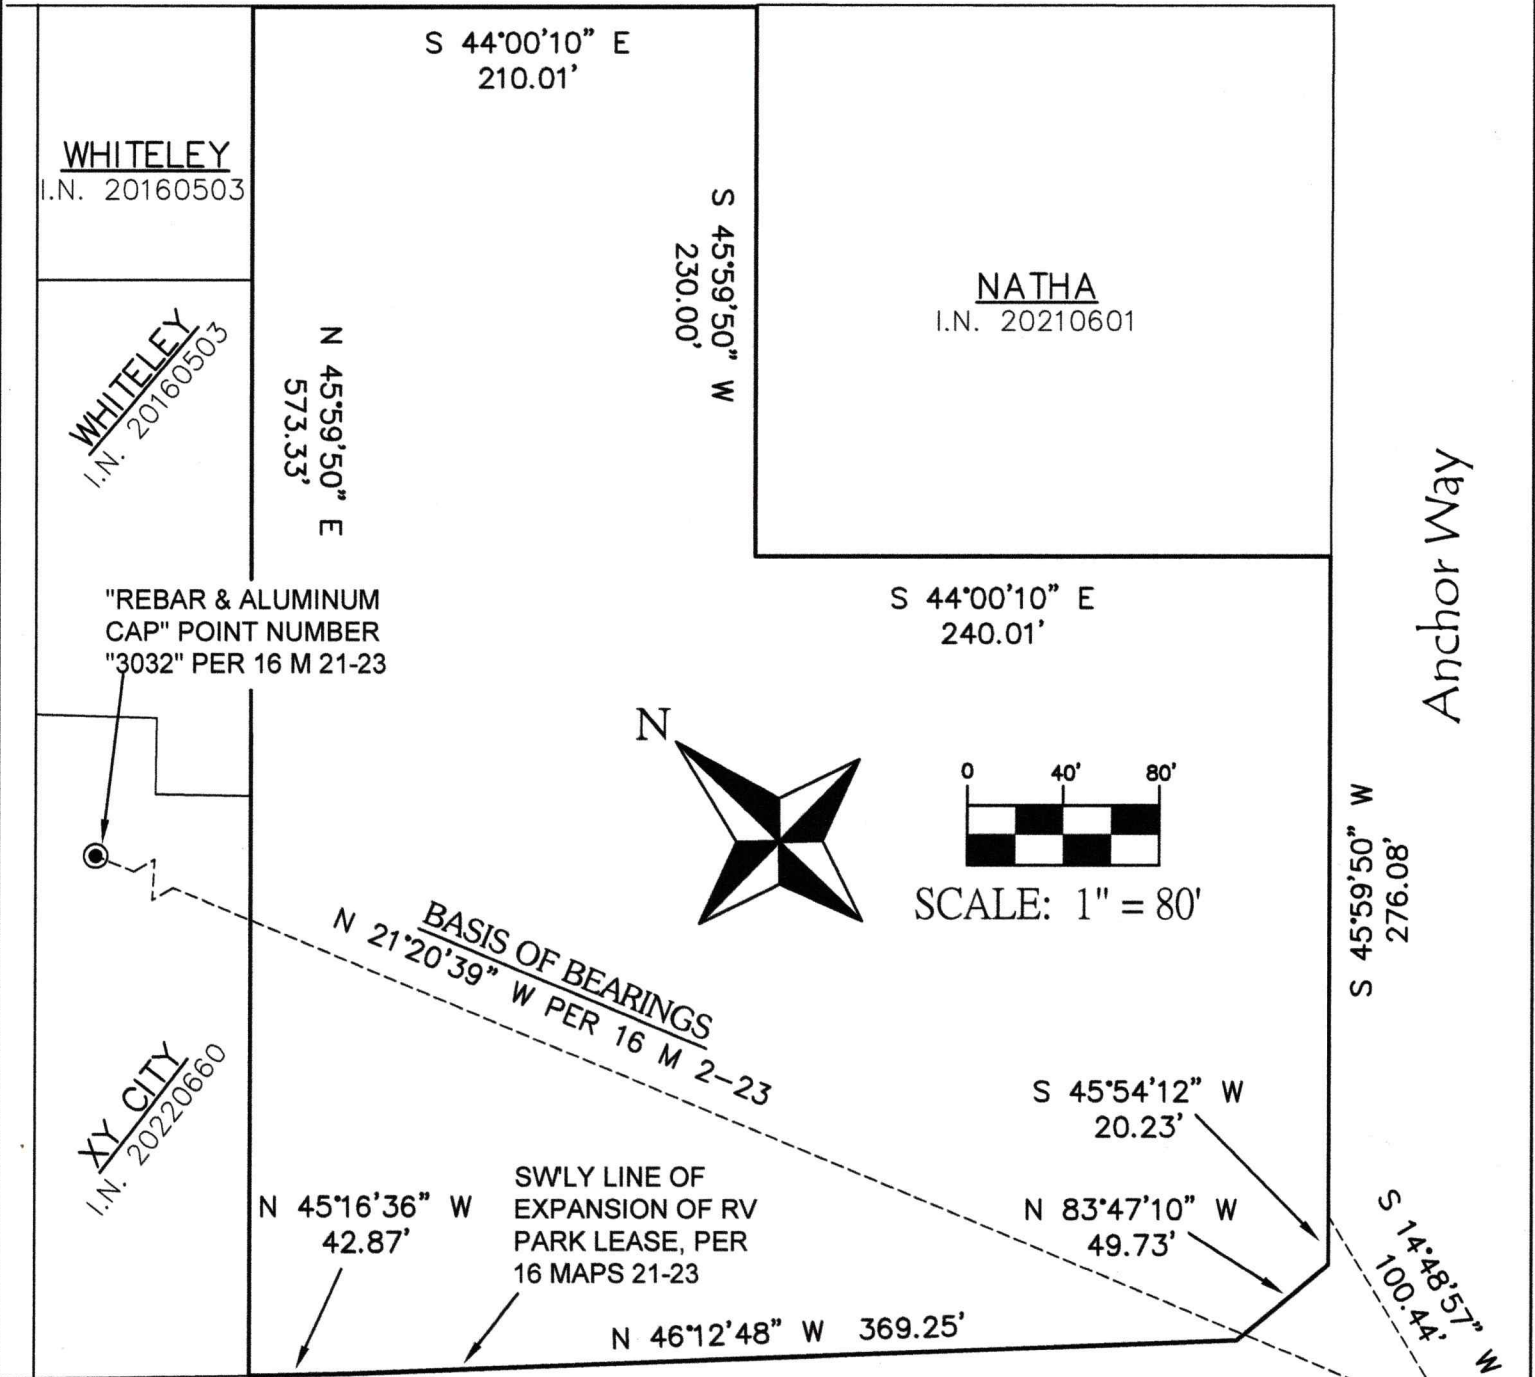 S 44°00'10" E
210.01'
WHITELEY
I.N. 20160503
S 45°59'50" W
230.00'
NATHA
I.N. 20210601
WHITELEY
I.N. 20160503
N 45°59'50" E
573.33'
Anchor Way
"REBAR & ALUMINUM
CAP" POINT NUMBER
"3032" PER 16 M 21-23
S 44°00'10" E
240.01'
N
0 40' 80'
SCALE: 1" = 80'
S 45°59'50" W
276.08'
BASIS OF BEARINGS
N 21°20'39" W PER 16 M 2-23
XY CITY
I.N. 20220660
S 45°54'12" W
20.23'
N 45°16'36" W
42.87'
SW'LY LINE OF
EXPANSION OF RV
PARK LEASE, PER
16 MAPS 21-23
N 83°47'10" W
49.73'
S 14°48'57" W
100.44'
N 46°12'48" W 369.25'